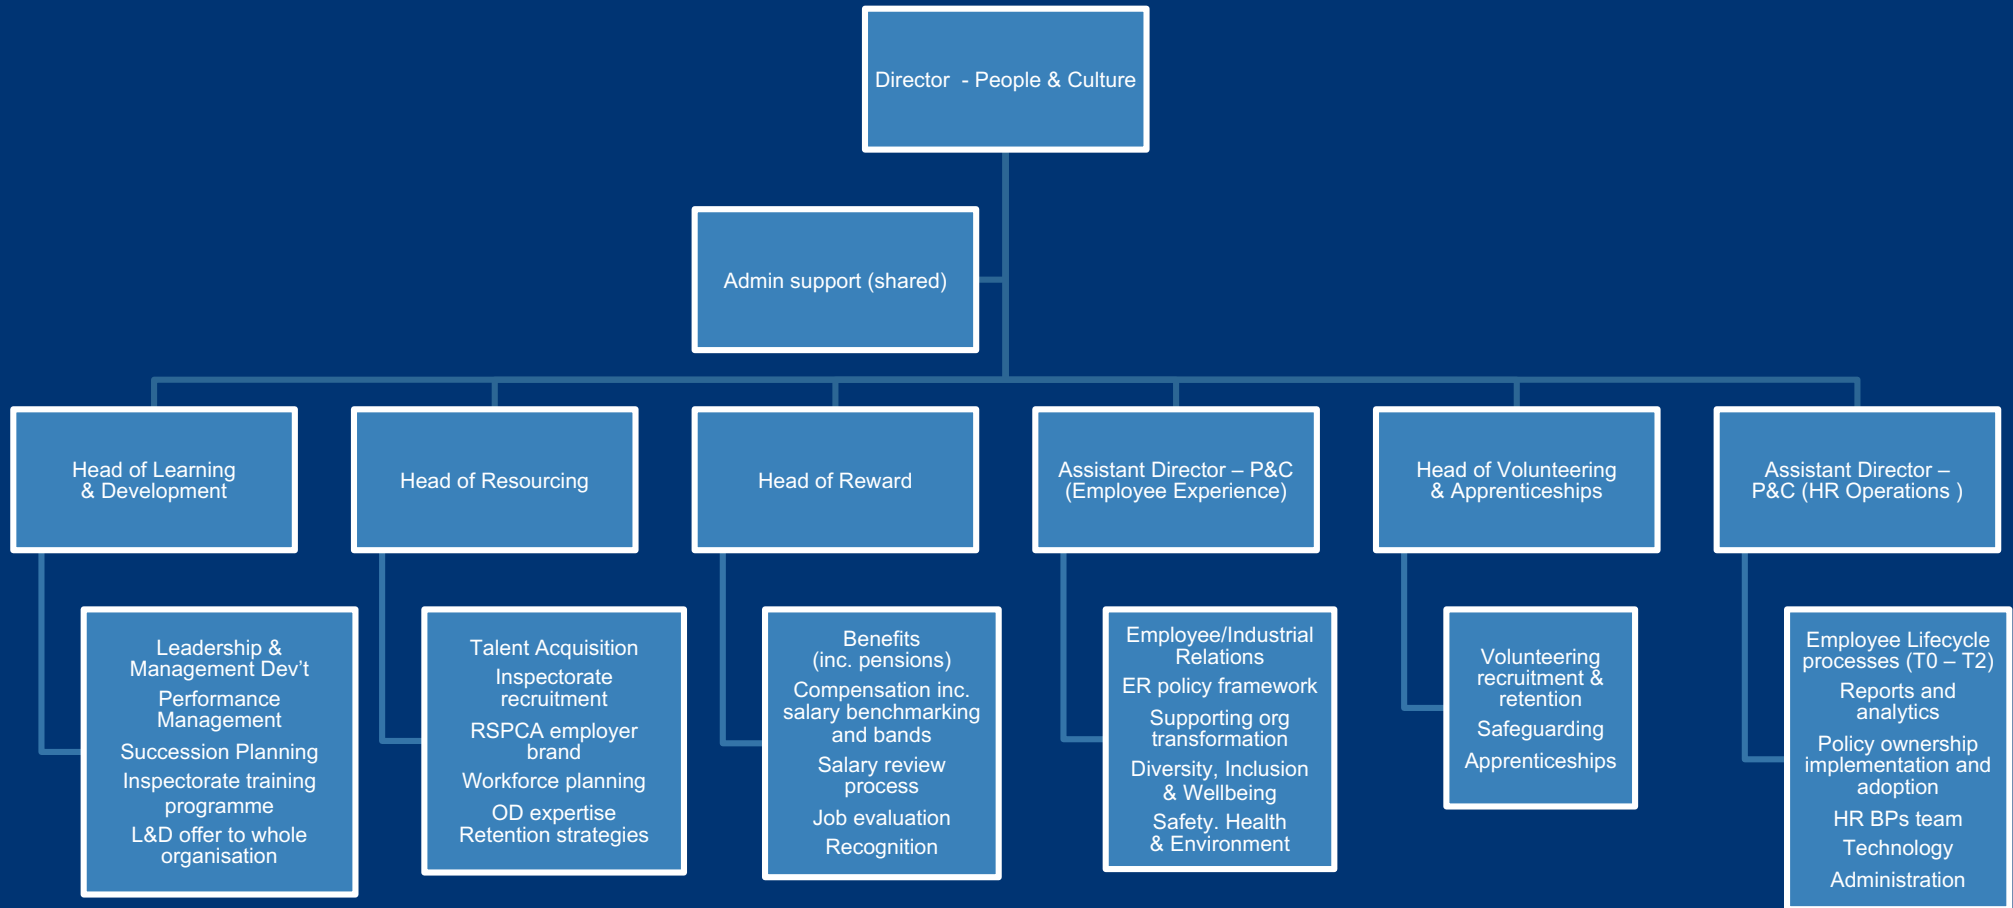 Director  - People & Culture
Admin support (shared)
Head of Learning
& Development
Head of Resourcing
Head of Reward
Assistant Director – P&C
(Employee Experience)
Head of Volunteering
& Apprenticeships
Assistant Director –
P&C (HR Operations )
Leadership &
Management Dev’t
Performance
Management
Succession Planning
Inspectorate training
programme
L&D offer to whole
organisation
Talent Acquisition
Inspectorate
recruitment
RSPCA employer
brand
Workforce planning
OD expertise
Retention strategies
Benefits
(inc. pensions)
Compensation inc.
salary benchmarking
and bands
Salary review
process
Job evaluation
Recognition
Employee/Industrial
Relations
ER policy framework
Supporting org
transformation
Diversity, Inclusion
& Wellbeing
Safety. Health
& Environment
Volunteering
recruitment &
retention
Safeguarding
Apprenticeships
Employee Lifecycle
processes (T0 – T2)
Reports and
analytics
Policy ownership
implementation and
adoption
HR BPs team
Technology
Administration